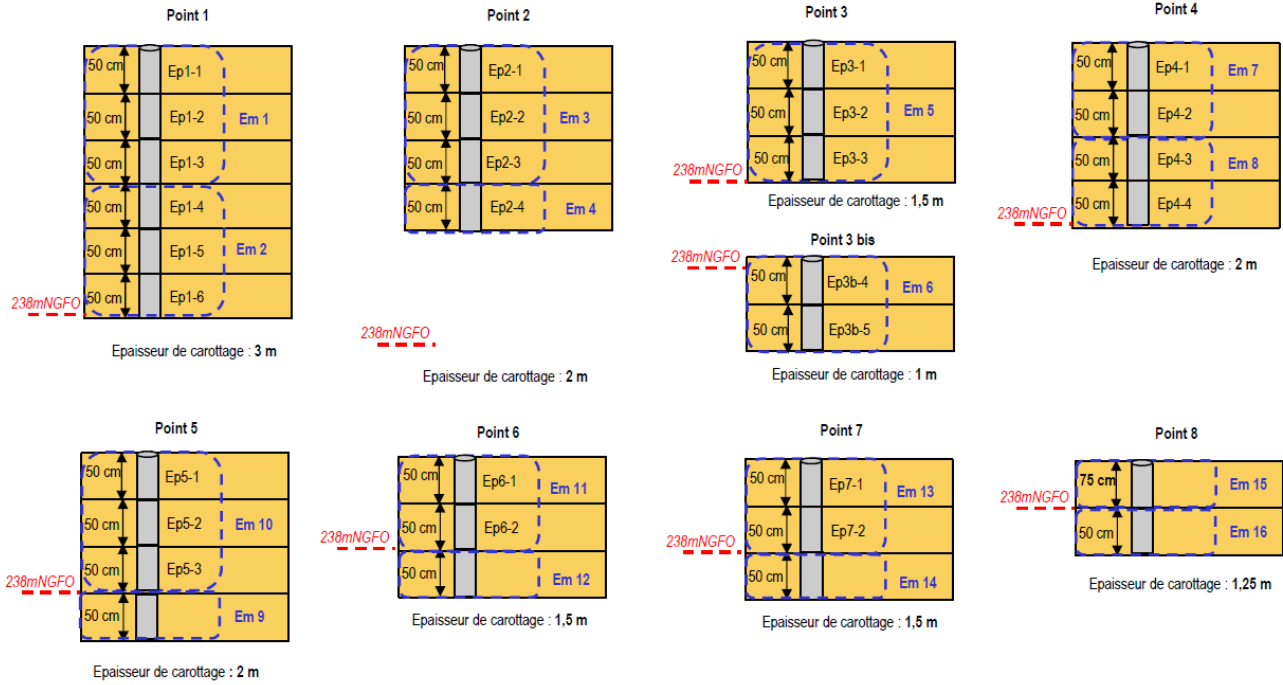 Point 1
50 cm
Ep1-1
50 cm
Ep1-2
Em 1
50 cm
Ep1-3
50 cm
Ep1-4
50 cm
Ep1-5
Em 2
50 cm
Ep1-6
238mNGFO
Epaisseur de carottage : 3 m
Point 2
50 cm
Ep2-1
50 cm
Ep2-2
Em 3
50 cm
Ep2-3
50 cm
Ep2-4
Em 4
238mNGFO
Epaisseur de carottage : 2 m
Point 3
50 cm
Ep3-1
50 cm
Ep3-2
Em 5
50 cm
Ep3-3
238mNGFO
Epaisseur de carottage : 1,5 m
Point 3 bis
238mNGFO
50 cm
Ep3b-4
Em 6
50 cm
Ep3b-5
Epaisseur de carottage : 1 m
Point 4
50 cm
Ep4-1
Em 7
50 cm
Ep4-2
50 cm
Ep4-3
Em 8
50 cm
Ep4-4
238mNGFO
Epaisseur de carottage : 2 m
Point 5
50 cm
Ep5-1
50 cm
Ep5-2
Em 10
50 cm
Ep5-3
238mNGFO
50 cm
Em 9
Epaisseur de carottage : 2 m
Point 6
50 cm
Ep6-1
Em 11
50 cm
Ep6-2
238mNGFO
50 cm
Em 12
Epaisseur de carottage : 1,5 m
Point 7
50 cm
Ep7-1
Em 13
50 cm
Ep7-2
238mNGFO
50 cm
Em 14
Epaisseur de carottage : 1,5 m
Point 8
75 cm
Em 15
238mNGFO
50 cm
Em 16
Epaisseur de carottage : 1,25 m